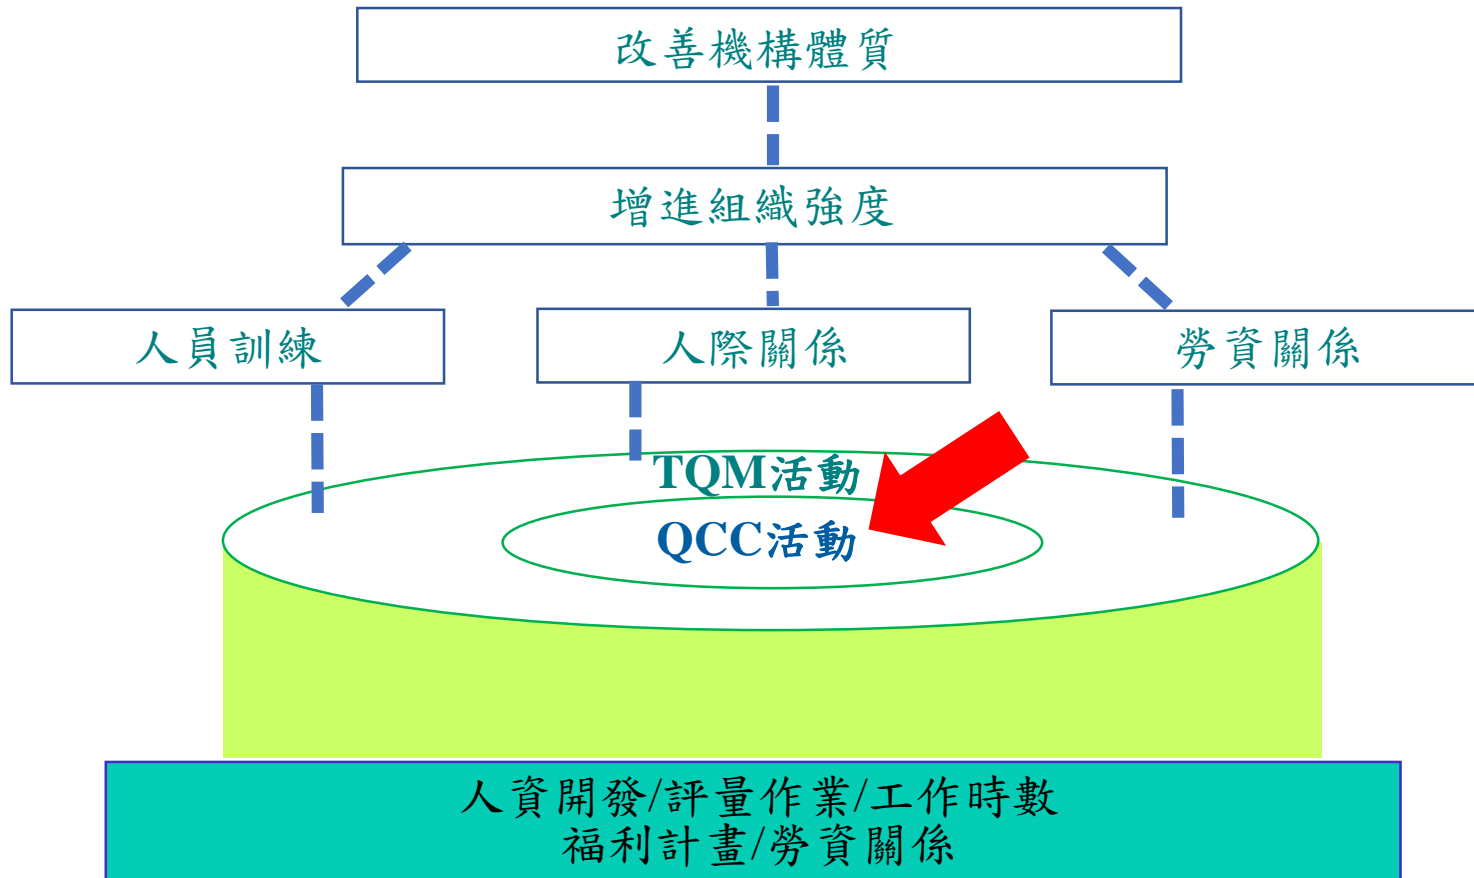 改善機構體質
增進組織強度
人員訓練
人際關係
勞資關係
TQM活動
QCC活動
人資開發/評量作業/工作時數
福利計畫/勞資關係